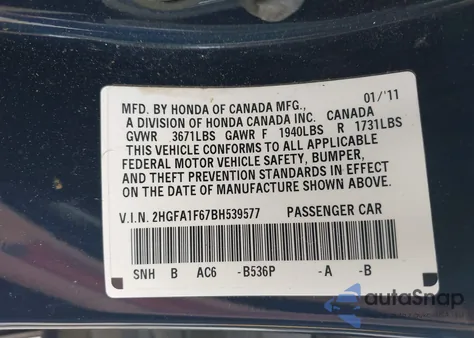 MFD. BY HONDA OF CANADA MFG., 01/'11
A DIVISION OF HONDA CANADA INC. CANADA
GVWR 3671LBS GAWR F 1940LBS R 1731LBS
THIS VEHICLE CONFORMS TO ALL APPLICABLE
FEDERAL MOTOR VEHICLE SAFETY, BUMPER,
AND THEFT PREVENTION STANDARDS IN EFFECT
ON THE DATE OF MANUFACTURE SHOWN ABOVE.
V.I.N. 2HGFA1F67BH539577 PASSENGER CAR
SNH B AC6 -B536P -A -B
autoSnap